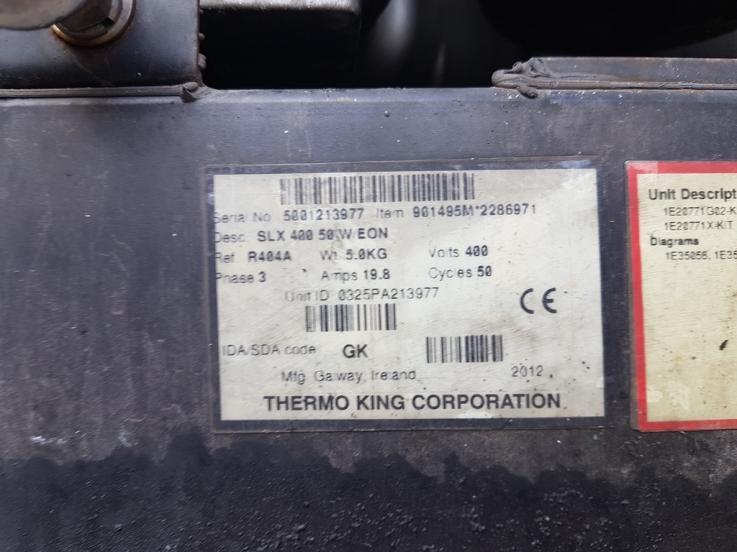 Serial No 5001213977 Item 901495M*2286971
Desc. SLX 400 50 W/EON
Ref R404A Wt 5.0KG Volts 400
Phase 3 Amps 19.8 Cycles 50
Unit ID 0325PA213977
CE
IDA/SDA code GK
Mfg Galway, Ireland 2012
THERMO KING CORPORATION
Unit Descript
1E20771G02-K
1E20771X-KIT
Diagrams
1E35056, 1E35